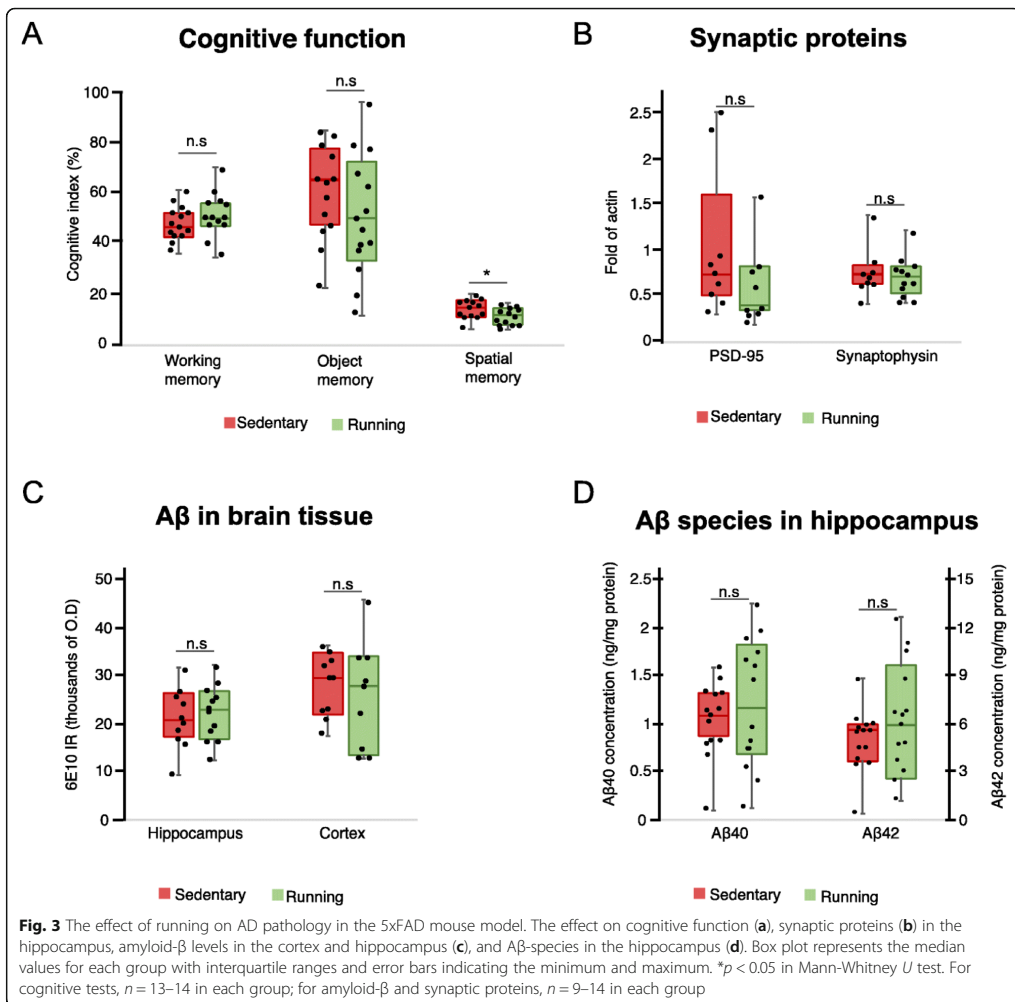 A
Cognitive function
Cognitive index (%)
100
80
60
40
20
0
n.s
n.s
*
Working
memory
Object
memory
Spatial
memory
Sedentary
Running
B
Synaptic proteins
Fold of actin
2.5
2
1.5
1
0.5
0
n.s
n.s
PSD-95
Synaptophysin
Sedentary
Running
C
Aβ in brain tissue
6E10 IR (thousands of O.D)
50
40
30
20
10
0
n.s
n.s
Hippocampus
Cortex
Sedentary
Running
D
Aβ species in hippocampus
Aβ40 concentration (ng/mg protein)
2.5
2
1.5
1
0.5
0
n.s
n.s
15
12
9
6
3
0
Aβ42 concentration (ng/mg protein)
Aβ40
Aβ42
Sedentary
Running
Fig. 3 The effect of running on AD pathology in the 5xFAD mouse model. The effect on cognitive function (a), synaptic proteins (b) in the
hippocampus, amyloid-β levels in the cortex and hippocampus (c), and Aβ-species in the hippocampus (d). Box plot represents the median
values for each group with interquartile ranges and error bars indicating the minimum and maximum. *p < 0.05 in Mann-Whitney U test. For
cognitive tests, n = 13–14 in each group; for amyloid-β and synaptic proteins, n = 9–14 in each group